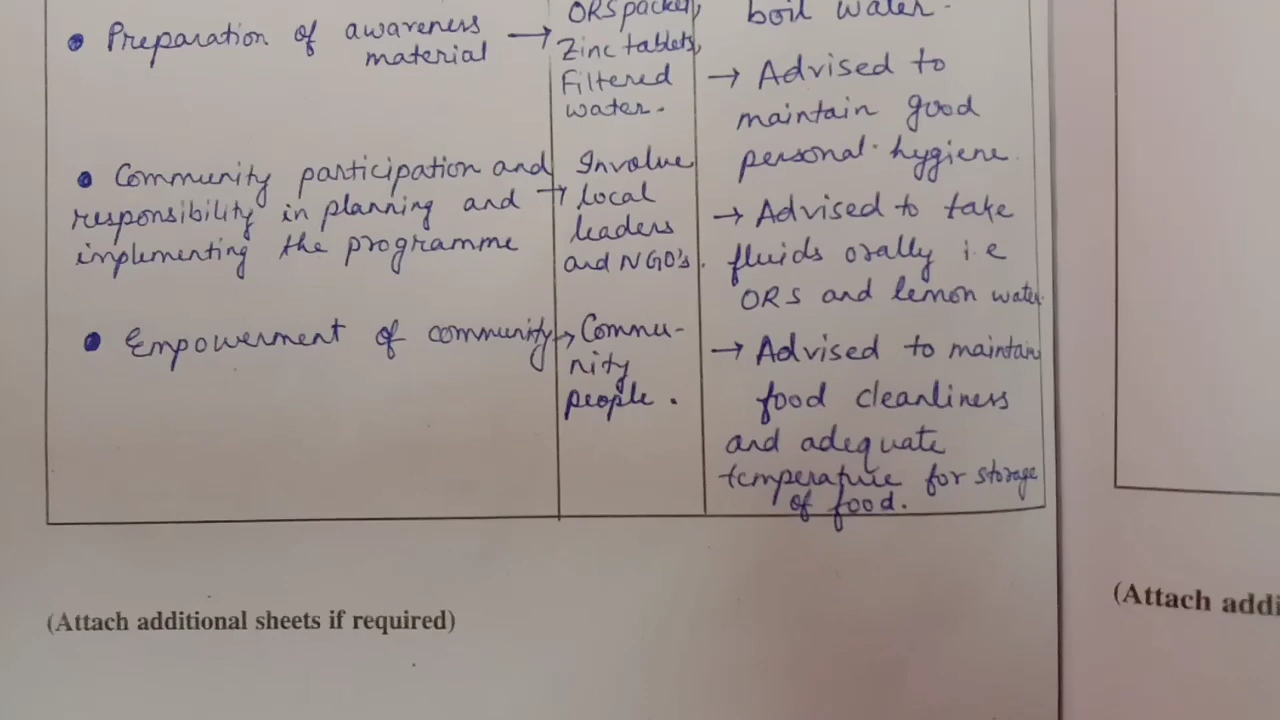 • Preparation of awareness
material →
• Community participation and
responsibility in planning and →
implementing the programme
• Empowerment of community →
ORS packet,
Zinc tablets,
Filtered
water.
Involve
local
leaders
and NGO's.
Commu-
nity
people.
boil water.
→ Advised to
maintain good
personal hygiene.
→ Advised to take
fluids orally i.e
ORS and lemon water.
→ Advised to maintain
food cleanliness
and adequate
temperature for storage
of food.
(Attach additional sheets if required)
(Attach addi